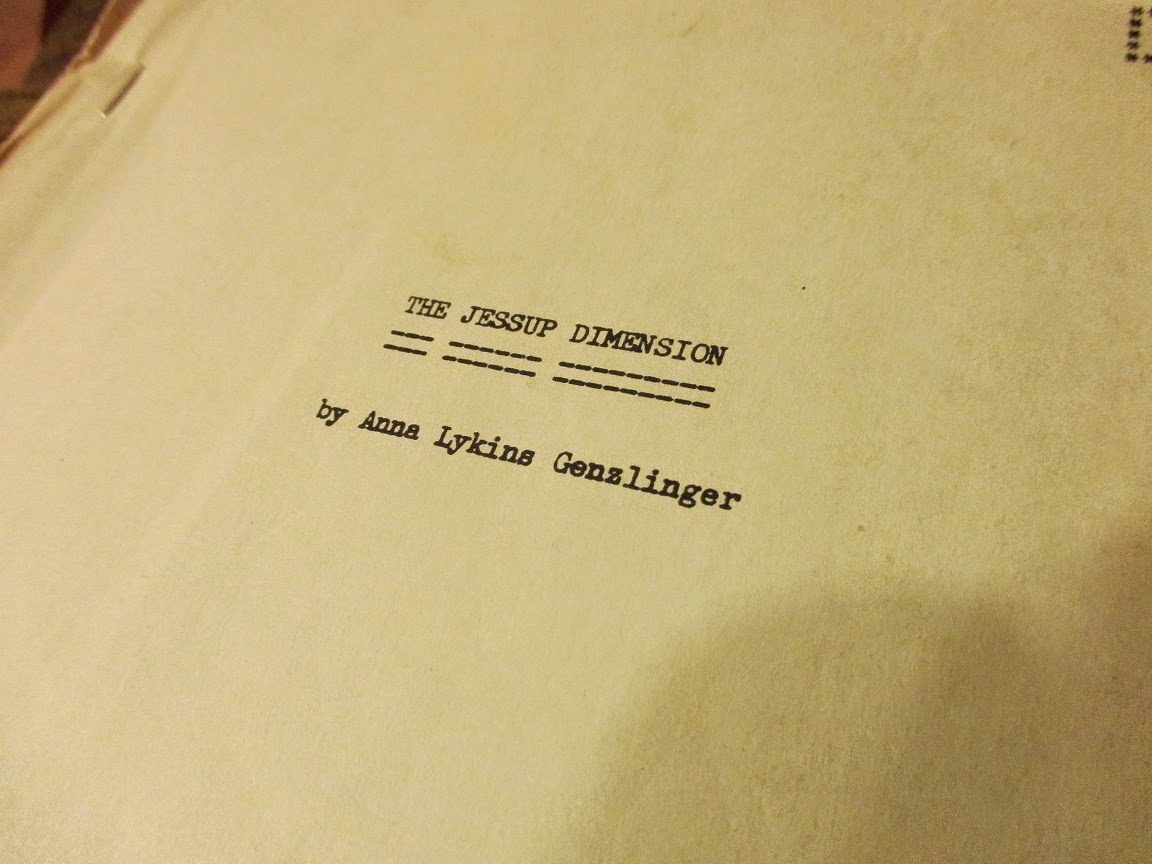 THE JESSUP DIMENSION
by Anna Lykins Genzlinger